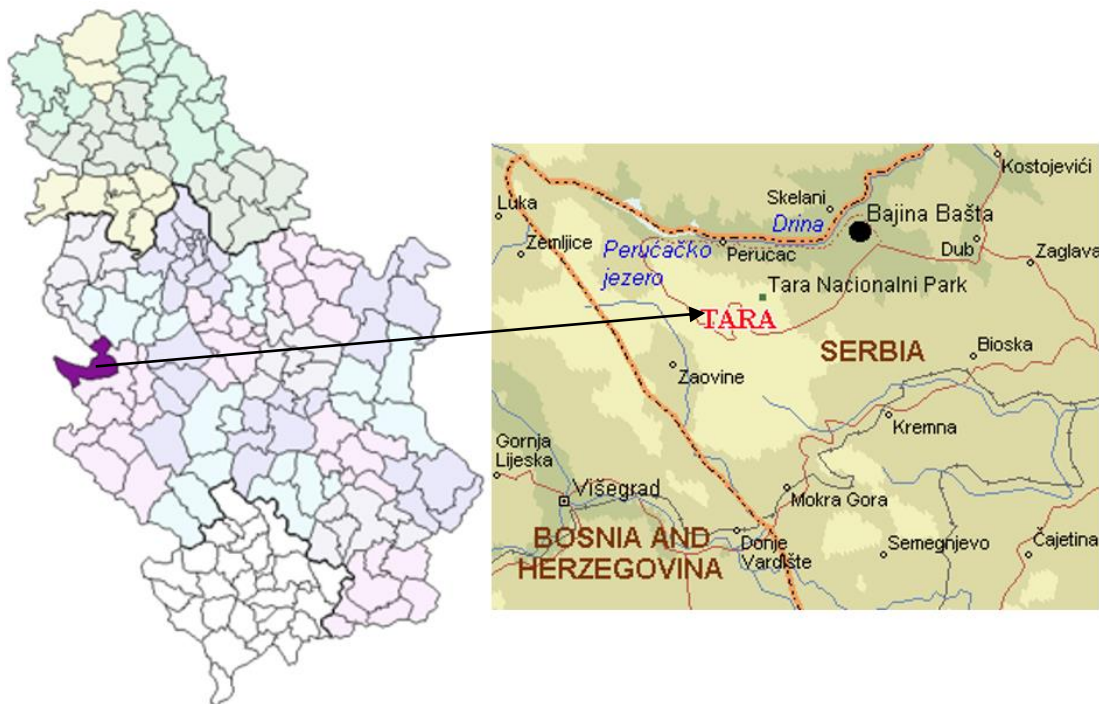 Kostojevići
Skelani
Luka
Drina
Bajina Bašta
Zemljice
Perućačko
jezero
Perucac
Dub
Zaglava
Tara Nacionalni Park
TARA
SERBIA
Bioska
Zaovine
Kremna
Gornja
Lijeska
Višegrad
Mokra Gora
BOSNIA AND
HERZEGOVINA
Donje
Vardište
Semegnjevo
Čajetina